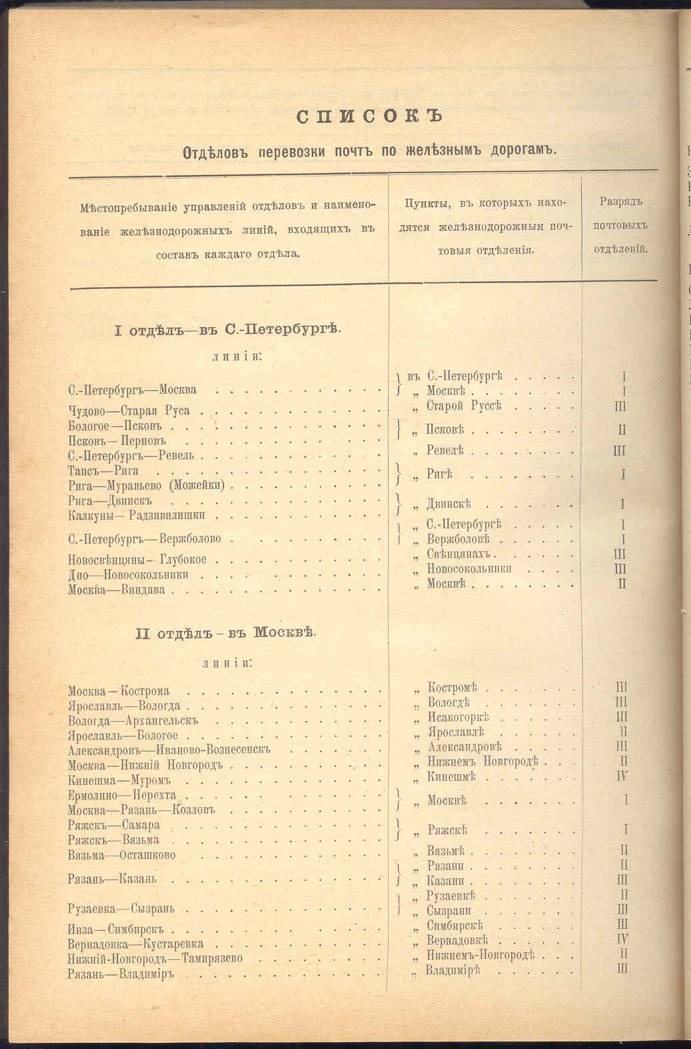 СПИСОКЪ
Отдѣловъ перевозки почтъ по желѣзнымъ дорогамъ.
Мѣстопребываніе управленій отдѣловъ и наимено-
ваніе желѣзнодорожныхъ линій, входящихъ въ
составъ каждаго отдѣла.
Пункты, въ которыхъ нахо-
дятся желѣзнодорожныя поч-
товыя отдѣленія.
Разрядъ
почтовыхъ
отдѣленій.
I отдѣлъ—въ С.-Петербургѣ.
линіи:
въ С.-Петербургѣ . . . . . I
С.-Петербургъ—Москва . . . . . . . . . . } „ Москвѣ . . . . . . . . I
Чудово—Старая Руса . . . . . . . . . . „ Старой Руссѣ . . . . . III
Бологое—Псковъ . . . . . . . . . . } „ Псковѣ . . . . . . . . II
Псковъ—Перновъ . . . . . . . . . .
С.-Петербургъ—Ревель . . . . . . . . . . „ Ревелѣ . . . . . . . . III
Тапсъ—Рига . . . . . . . . . . } „ Ригѣ . . . . . . . . I
Рига—Муравьево (Можейки) . . . . . . . . . .
Рига—Двинскъ . . . . . . . . . . } „ Двинскѣ . . . . . . . I
Калкуны—Радзивилишки . . . . . . . . . .
„ С.-Петербургѣ . . . . . I
С.-Петербургъ—Вержболово . . . . . . . . . . } „ Вержболовѣ . . . . . . I
Новосвѣнцяны—Глубокое . . . . . . . . . . „ Свѣнцянахъ . . . . . . III
Дно—Новосокольники . . . . . . . . . . „ Новосокольники . . . . III
Москва—Виндава . . . . . . . . . . „ Москвѣ . . . . . . . . II
II отдѣлъ—въ Москвѣ.
линіи:
Москва—Кострома . . . . . . . . . . „ Костромѣ . . . . . . . III
Ярославль—Вологда . . . . . . . . . . „ Вологдѣ . . . . . . . III
Вологда—Архангельскъ . . . . . . . . . . „ Исакогоркѣ . . . . . . III
Ярославль—Бологое . . . . . . . . . . „ Ярославлѣ . . . . . . II
Александровъ—Иваново-Вознесенскъ . . . . . . . „ Александровѣ . . . . . III
Москва—Нижній Новгородъ . . . . . . . . . . „ Нижнемъ Новгородѣ . . . II
Кинешма—Муромъ . . . . . . . . . . „ Кинешмѣ . . . . . . . IV
Ермолино—Нерехта . . . . . . . . . . } „ Москвѣ . . . . . . . I
Москва—Рязань—Козловъ . . . . . . . . . .
Ряжскъ—Самара . . . . . . . . . . } „ Ряжскѣ . . . . . . . I
Ряжскъ—Вязьма . . . . . . . . . .
Вязьма—Осташково . . . . . . . . . . „ Вязьмѣ . . . . . . . . II
„ Рязани . . . . . . . . II
Рязань—Казань . . . . . . . . . . } „ Казани . . . . . . . . III
„ Рузаевкѣ . . . . . . . II
Рузаевка—Сызрань . . . . . . . . . . } „ Сызрани . . . . . . . III
Инза—Симбирскъ . . . . . . . . . . „ Симбирскѣ . . . . . . III
Вернадовка—Кустаревка . . . . . . . . . . „ Вернадовкѣ . . . . . . IV
Нижній-Новгородъ—Тамирязево . . . . . . . . . . „ Нижнемъ-Новгородѣ . . . II
Рязань—Владиміръ . . . . . . . . . . „ Владимірѣ . . . . . . III